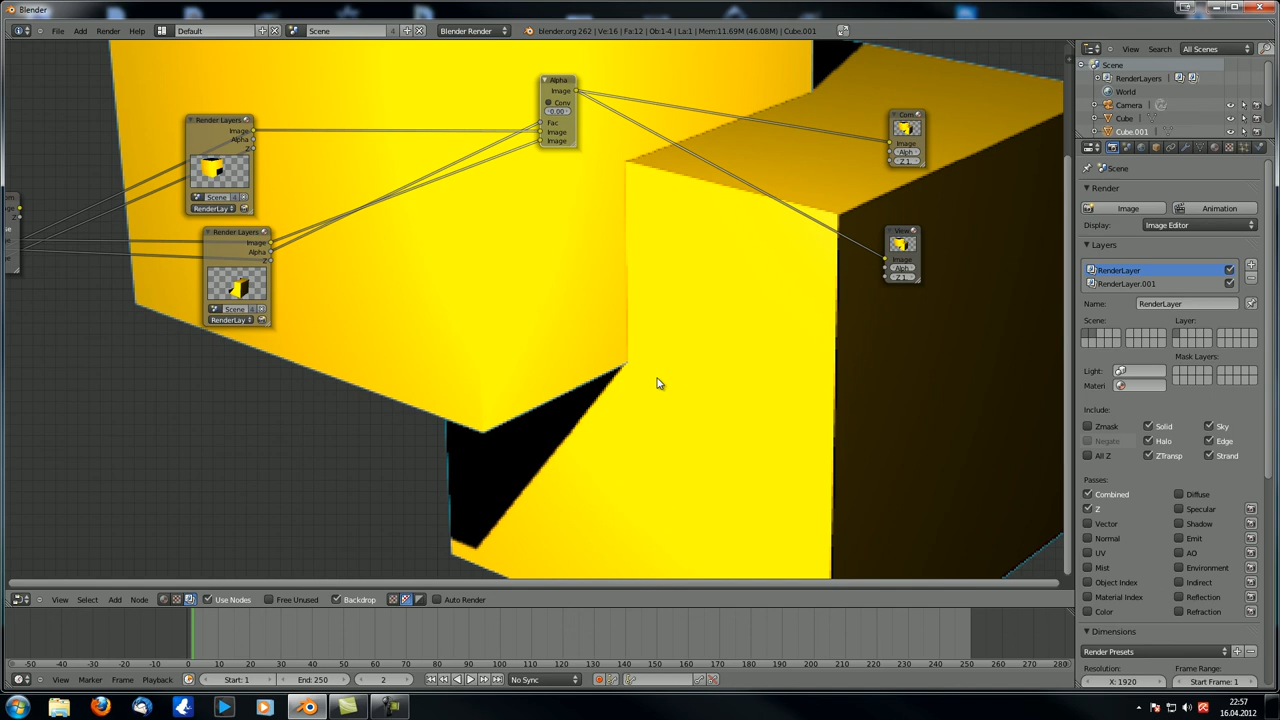 Blender
File Add Render Help Default Scene 4 Blender Render blender.org 262 | Ve:16 | Fa:12 | Ob:1-4 | La:1 | Mem:11.69M (46.08M) | Cube.001
View Search All Scenes
Scene
RenderLayers
World
Camera
Cube
Cube.001
Scene
Render
Image Animation
Display: Image Editor
Layers
RenderLayer
RenderLayer.001
Name: RenderLayer
Scene: Layer:
Mask Layers:
Light:
Materi
Include:
Zmask Solid Sky
Negate Halo Edge
All Z ZTransp Strand
Passes:
Combined Diffuse
Z Specular
Vector Shadow
Normal Emit
UV AO
Mist Environment
Object Index Indirect
Material Index Reflection
Color Refraction
Dimensions
Render Presets
Resolution: Frame Range:
X: 1920 Start Frame: 1
Alpha
Image
Conv
0.00
Fac
Image
Image
Render Layers
Image
Alpha
Z
Scene 4
RenderLay
Render Layers
Image
Alpha
Z
Scene
RenderLay
Com
Image
Alph
Z 1.
View
Image
Alph
Z 1.
View Select Add Node Use Nodes Free Unused Backdrop Auto Render
-50 -40 -30 -20 -10 0 10 20 30 40 50 60 70 80 90 100 110 120 130 140 150 160 170 180 190 200 210 220 230 240 250 260 270 280
View Marker Frame Playback Start: 1 End: 250 2 No Sync
22:57
16.04.2012